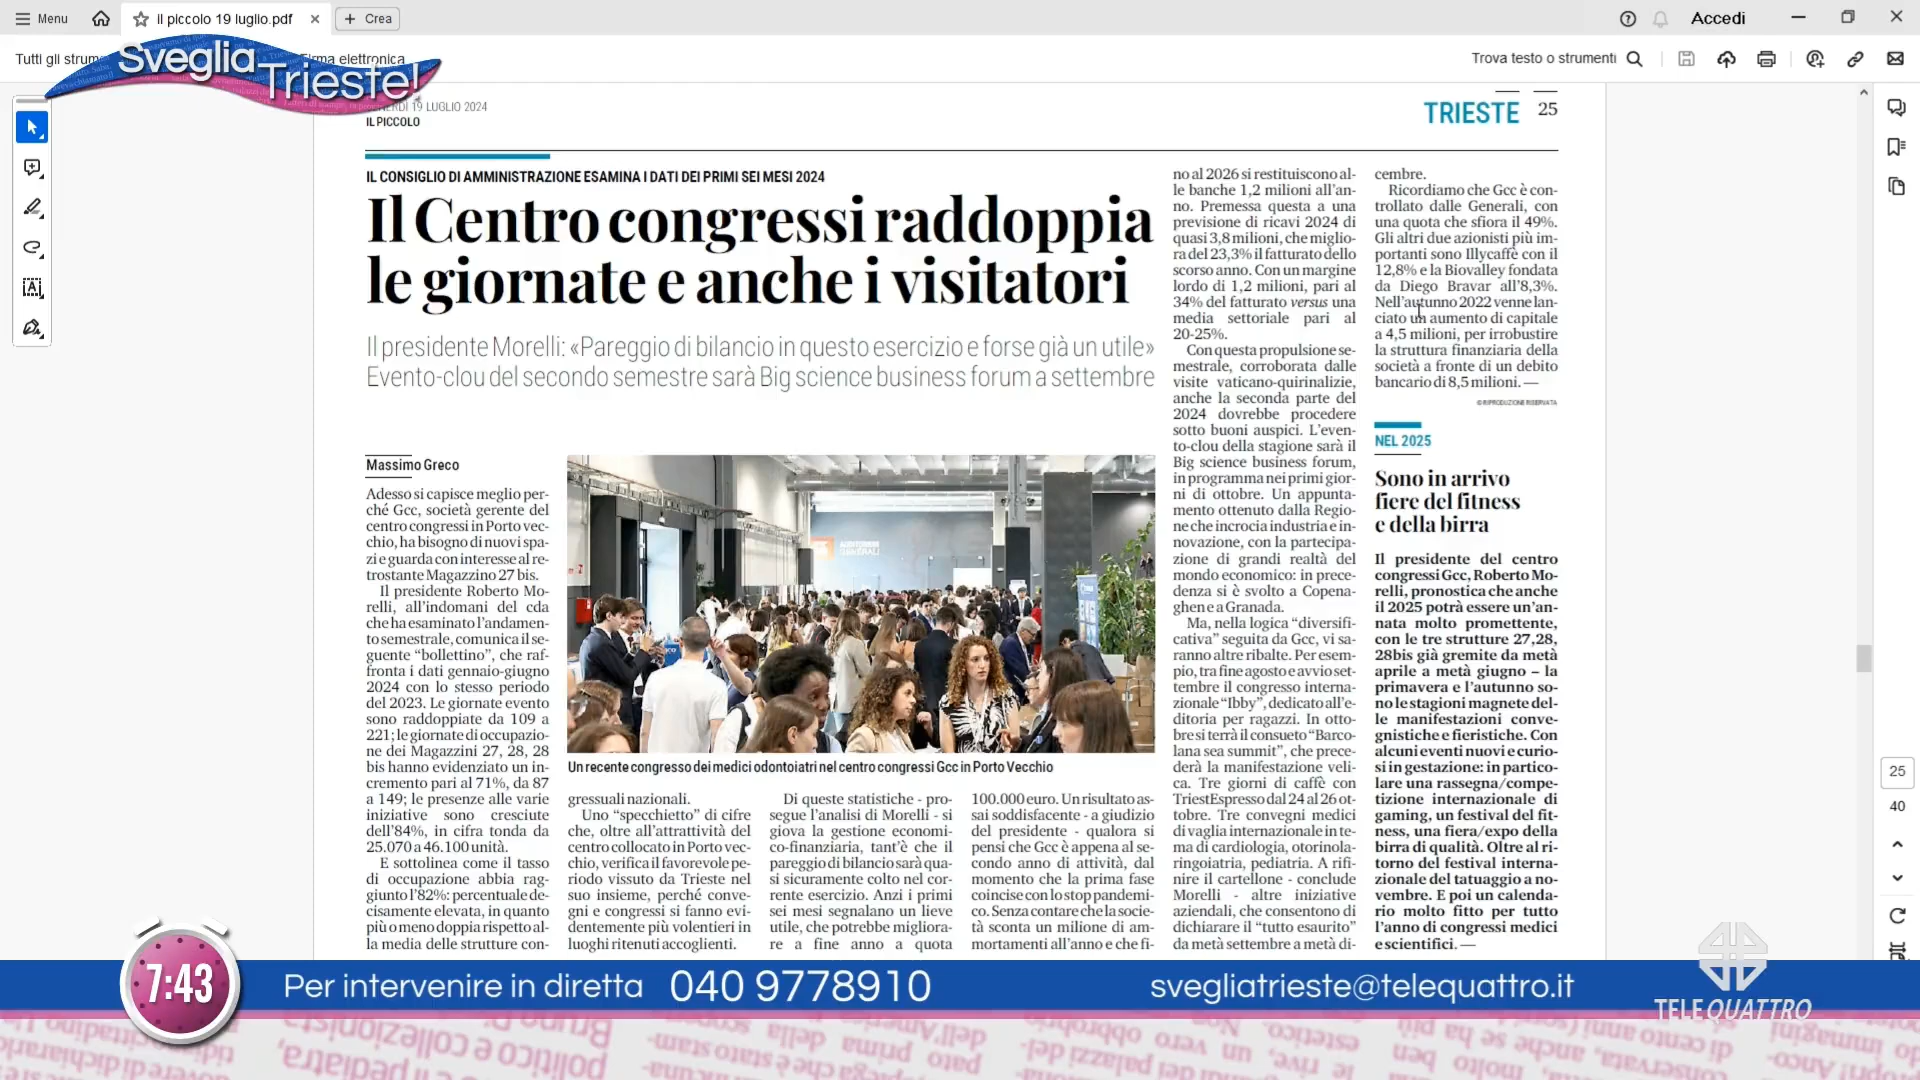 Menu
il piccolo 19 luglio.pdf
Crea
Accedi
Tutti gli strum
irma elettronica
Trova testo o strumenti
Sveglia
Trieste!
RDÌ 19 LUGLIO 2024
IL PICCOLO
TRIESTE 25
IL CONSIGLIO DI AMMINISTRAZIONE ESAMINA I DATI DEI PRIMI SEI MESI 2024
Il Centro congressi raddoppia
le giornate e anche i visitatori
Il presidente Morelli: «Pareggio di bilancio in questo esercizio e forse già un utile»
Evento-clou del secondo semestre sarà Big science business forum a settembre
Massimo Greco
Adesso si capisce meglio per-
ché Gcc, società gerente del
centro congressi in Porto vec-
chio, ha bisogno di nuovi spa-
zi e guarda con interesse al re-
trostante Magazzino 27 bis.
Il presidente Roberto Mo-
relli, all'indomani del cda
che ha esaminato l'andamen-
to semestrale, comunica il se-
guente "bollettino", che raf-
fronta i dati gennaio-giugno
2024 con lo stesso periodo
del 2023. Le giornate evento
sono raddoppiate da 109 a
221; le giornate di occupazio-
ne dei Magazzini 27, 28, 28
bis hanno evidenziato un in-
cremento pari al 71%, da 87
a 149; le presenze alle varie
iniziative sono cresciute
dell'84%, in cifra tonda da
25.070 a 46.100 unità.
E sottolinea come il tasso
di occupazione abbia rag-
giunto l'82%: percentuale de-
cisamente elevata, in quanto
più o meno doppia rispetto al-
la media delle strutture con-
AUDITORIUM
GENERALI
Un recente congresso dei medici odontoiatri nel centro congressi Gcc in Porto Vecchio
gressuali nazionali.
Uno "specchietto" di cifre
che, oltre all'attrattività del
centro collocato in Porto vec-
chio, verifica il favorevole pe-
riodo vissuto da Trieste nel
suo insieme, perché conve-
gni e congressi si fanno evi-
dentemente più volentieri in
luoghi ritenuti accoglienti.
Di queste statistiche - pro-
segue l'analisi di Morelli - si
giova la gestione economi-
co-finanziaria, tant'è che il
pareggio di bilancio sarà qua-
si sicuramente colto nel cor-
rente esercizio. Anzi i primi
sei mesi segnalano un lieve
utile, che potrebbe migliora-
re a fine anno a quota
100.000 euro. Un risultato as-
sai soddisfacente - a giudizio
del presidente - qualora si
pensi che Gcc è appena al se-
condo anno di attività, dal
momento che la prima fase
coincise con lo stop pandemi-
co. Senza contare che la socie-
tà sconta un milione di am-
mortamenti all'anno e che fi-
no al 2026 si restituiscono al-
le banche 1,2 milioni all'an-
no. Premessa questa a una
previsione di ricavi 2024 di
quasi 3,8 milioni, che miglio-
ra del 23,3% il fatturato dello
scorso anno. Con un margine
lordo di 1,2 milioni, pari al
34% del fatturato versus una
media settoriale pari al
20-25%.
Con questa propulsione se-
mestrale, corroborata dalle
visite vaticano-quirinalizie,
anche la seconda parte del
2024 dovrebbe procedere
sotto buoni auspici. L'even-
to-clou della stagione sarà il
Big science business forum,
in programma nei primi gior-
ni di ottobre. Un appunta-
mento ottenuto dalla Regio-
ne che incrocia industria e in-
novazione, con la partecipa-
zione di grandi realtà del
mondo economico: in prece-
denza si è svolto a Copena-
ghen e a Granada.
Ma, nella logica "diversifi-
cativa" seguita da Gcc, vi sa-
ranno altre ribalte. Per esem-
pio, tra fine agosto e avvio set-
tembre il congresso interna-
zionale "Ibby", dedicato all'e-
ditoria per ragazzi. In otto-
bre si terrà il consueto "Barco-
lana sea summit", che prece-
derà la manifestazione veli-
ca. Tre giorni di caffè con
TriestEspresso dal 24 al 26 ot-
tobre. Tre convegni medici
di vaglia internazionale in te-
ma di cardiologia, otorinola-
ringoiatria, pediatria. A rifi-
nire il cartellone - conclude
Morelli - altre iniziative
aziendali, che consentono di
dichiarare il "tutto esaurito"
da metà settembre a metà di-
cembre.
Ricordiamo che Gcc è con-
trollato dalle Generali, con
una quota che sfiora il 49%.
Gli altri due azionisti più im-
portanti sono Illycaffè con il
12,8% e la Biovalley fondata
da Diego Bravar all'8,3%.
Nell'autunno 2022 venne lan-
ciato un aumento di capitale
a 4,5 milioni, per irrobustire
la struttura finanziaria della
società a fronte di un debito
bancario di 8,5 milioni. —
© RIPRODUZIONE RISERVATA
NEL 2025
Sono in arrivo
fiere del fitness
e della birra
Il presidente del centro
congressi Gcc, Roberto Mo-
relli, pronostica che anche
il 2025 potrà essere un'an-
nata molto promettente,
con le tre strutture 27,28,
28bis già gremite da metà
aprile a metà giugno – la
primavera e l'autunno so-
no le stagioni magnete del-
le manifestazioni conve-
gnistiche e fieristiche. Con
alcuni eventi nuovi e curio-
si in gestazione: in partico-
lare una rassegna/compe-
tizione internazionale di
gaming, un festival del fit-
ness, una fiera/expo della
birra di qualità. Oltre al ri-
torno del festival interna-
zionale del tatuaggio a no-
vembre. E poi un calenda-
rio molto fitto per tutto
l'anno di congressi medici
e scientifici. —
25
40
7:43
Per intervenire in diretta 040 9778910
svegliatrieste@telequattro.it
TELEQUATTRO